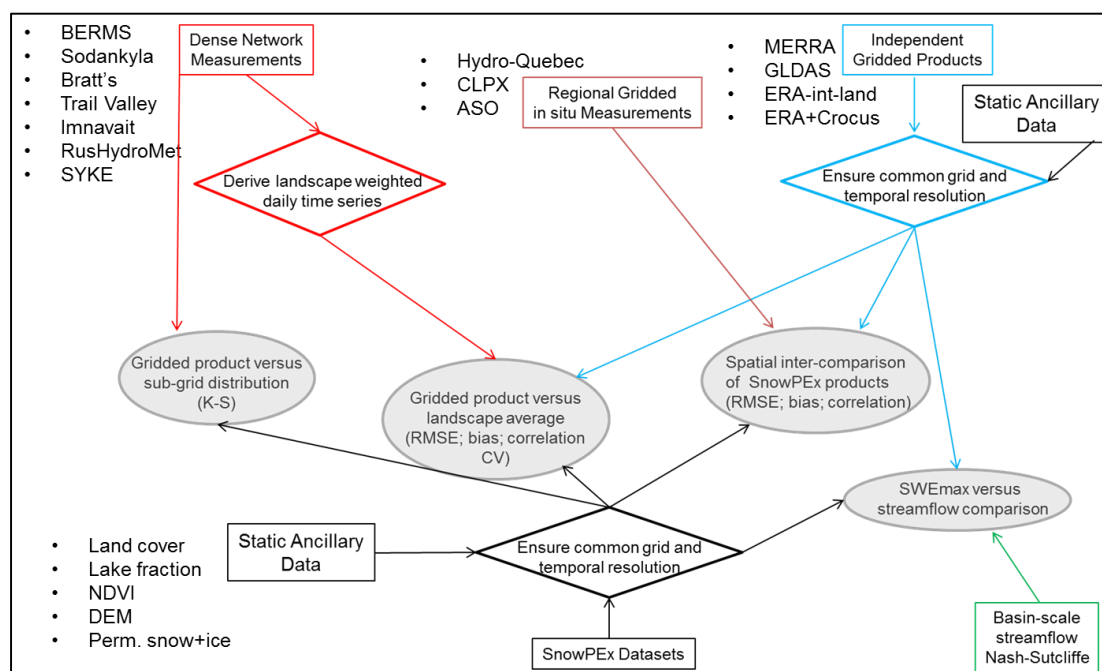 • BERMS
• Sodankyla
• Bratt's
• Trail Valley
• Imnavait
• RusHydroMet
• SYKE
Dense Network
Measurements
• Hydro-Quebec
• CLPX
• ASO
Regional Gridded
in situ Measurements
• MERRA
• GLDAS
• ERA-int-land
• ERA+Crocus
Independent
Gridded Products
Static Ancillary
Data
Derive landscape weighted
daily time series
Ensure common grid and
temporal resolution
Gridded product versus
sub-grid distribution
(K-S)
Gridded product versus
landscape average
(RMSE; bias; correlation
CV)
Spatial inter-comparison
of SnowPEx products
(RMSE; bias; correlation)
SWEmax versus
streamflow comparison
• Land cover
• Lake fraction
• NDVI
• DEM
• Perm. snow+ice
Static Ancillary
Data
Ensure common grid and
temporal resolution
SnowPEx Datasets
Basin-scale
streamflow
Nash-Sutcliffe